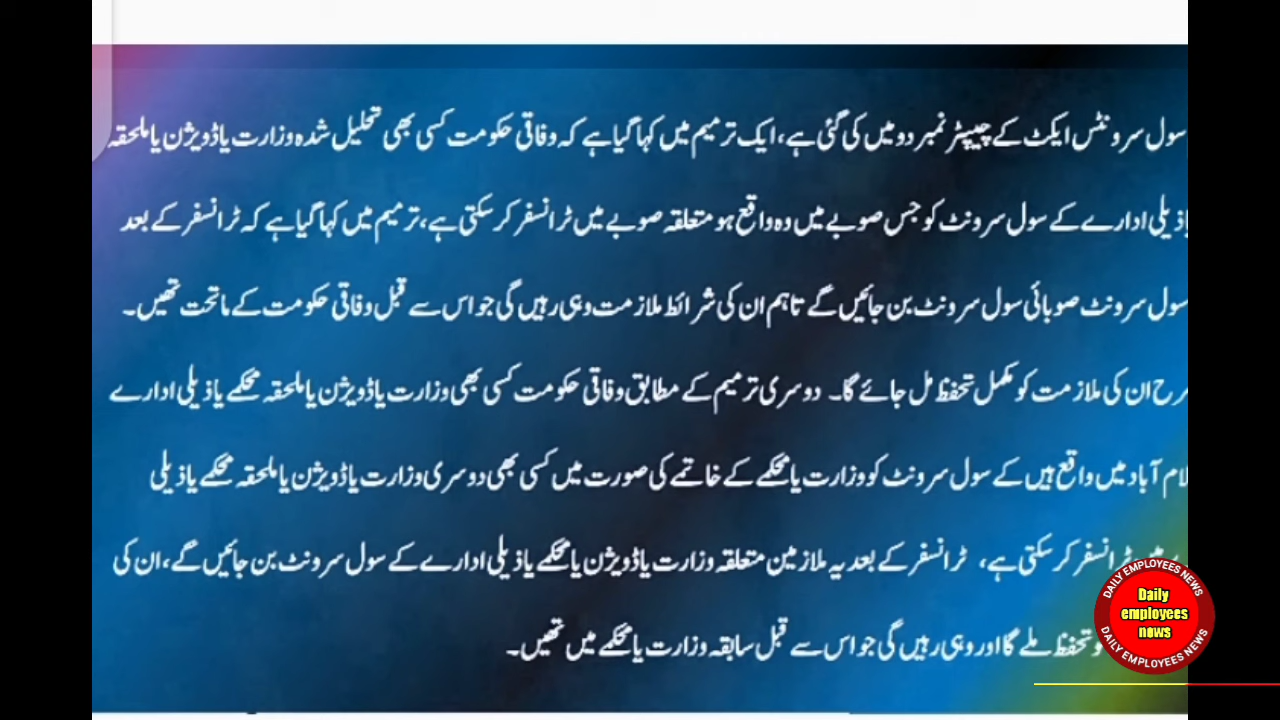 سول سرونٹس ایکٹ کے چیپٹر نمبر دو میں کی گئی ہے، ایک ترمیم میں کہا گیا ہے کہ وفاقی حکومت کسی بھی تحلیل شدہ وزارت یا ڈویژن یا ملحقہ
ذیلی ادارے کے سول سرونٹ کو جس صوبے میں وہ واقع ہو متعلقہ صوبے میں ٹرانسفر کر سکتی ہے، ترمیم میں کہا گیا ہے کہ ٹرانسفر کے بعد
سول سرونٹ صوبائی سول سرونٹ بن جائیں گے تاہم ان کی شرائط ملازمت وہی رہیں گی جو اس سے قبل وفاقی حکومت کے ماتحت تھیں۔
ان کی ملازمت کو مکمل تحفظ مل جائے گا۔ دوسری ترمیم کے مطابق وفاقی حکومت کسی بھی وزارت یا ڈویژن یا ملحقہ محکمے یا ذیلی ادارے
آباد میں واقع ہیں کے سول سرونٹ کو وزارت یا محکمے کے خاتمے کی صورت میں کسی بھی دوسری وزارت یا ڈویژن یا ملحقہ محکمے یا ذیلی
ٹرانسفر کر سکتی ہے، ٹرانسفر کے بعد یہ ملازمین متعلقہ وزارت یا ڈویژن یا محکمے یا ذیلی ادارے کے سول سرونٹ بن جائیں گے، ان کی
تحفظ ملے گا اور وہی رہیں گی جو اس سے قبل سابقہ وزارت یا محکمے میں تھیں۔
DAILY EMPLOYEES NEWS
Daily
employees
news
DAILY EMPLOYEES NEWS